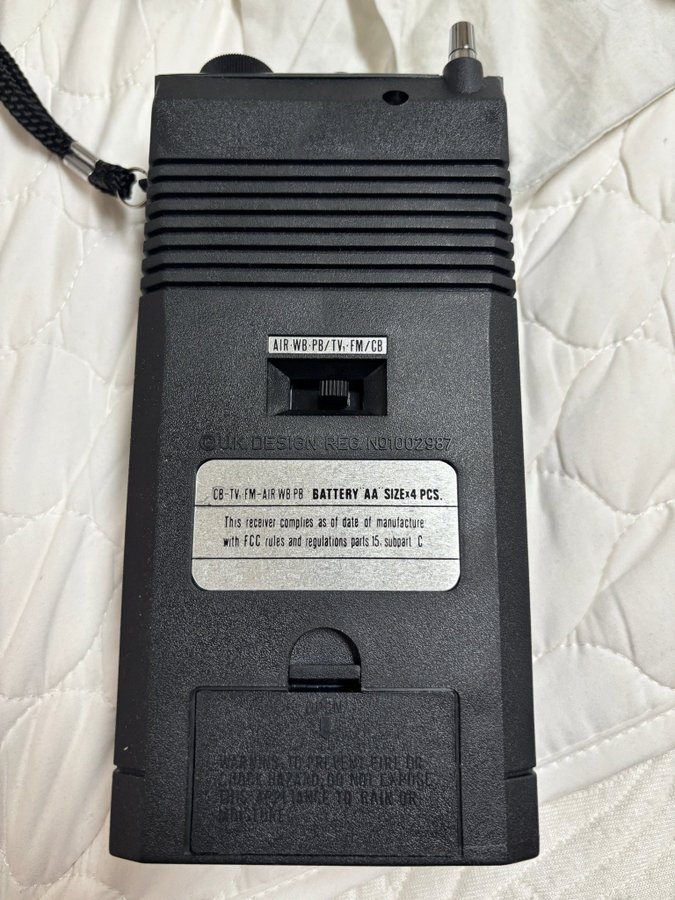 AIR·WB·PB/TV₁·FM/CB
© U.K. DESIGN REG. NO1002987
CB-TV₁ FM-AIR WB PB BATTERY "AA" SIZE×4 PCS.
This receiver complies as of date of manufacture
with FCC rules and regulations parts 15, subpart C
OPEN
WARNING: TO PREVENT FIRE OR
SHOCK HAZARD, DO NOT EXPOSE
THIS APPLIANCE TO RAIN OR
MOISTURE.